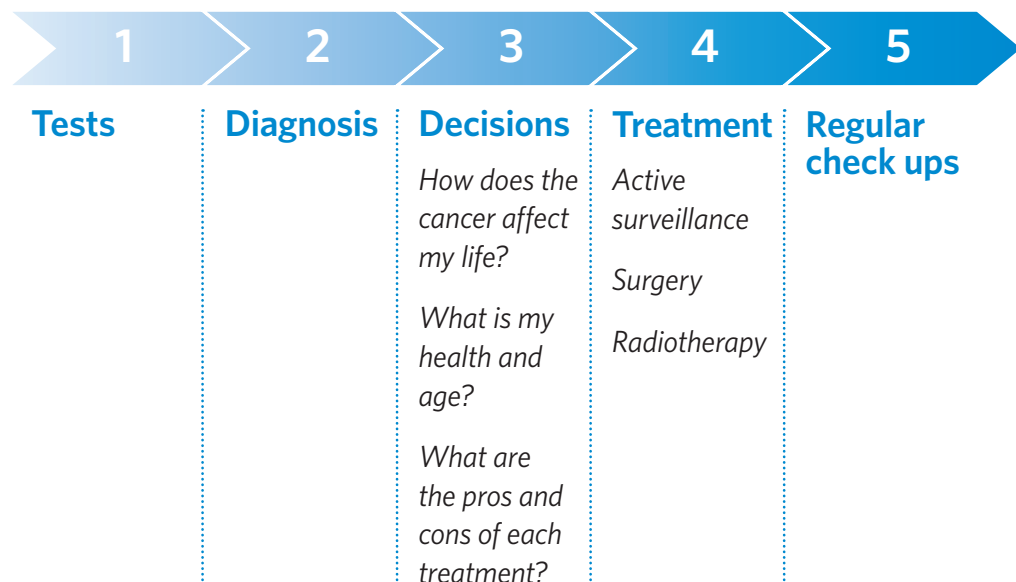 1
2
3
4
5
Tests
Diagnosis
Decisions
How does the
cancer affect
my life?
What is my
health and
age?
What are
the pros and
cons of each
treatment?
Treatment
Active
surveillance
Surgery
Radiotherapy
Regular
check ups